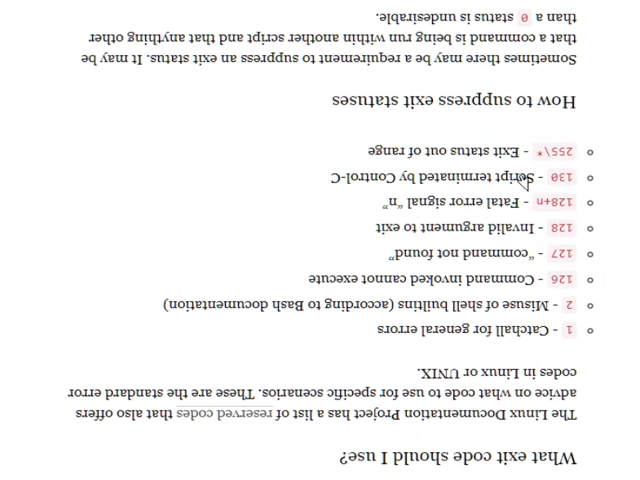 What exit code should I use?
The Linux Documentation Project has a list of reserved codes that also offers
advice on what code to use for specific scenarios. These are the standard error
codes in Linux or UNIX.
1 - Catchall for general errors
2 - Misuse of shell builtins (according to Bash documentation)
126 - Command invoked cannot execute
127 - “command not found”
128 - Invalid argument to exit
128+n - Fatal error signal “n”
130 - Script terminated by Control-C
255\* - Exit status out of range
How to suppress exit statuses
Sometimes there may be a requirement to suppress an exit status. It may be
that a command is being run within another script and that anything other
than a 0 status is undesirable.